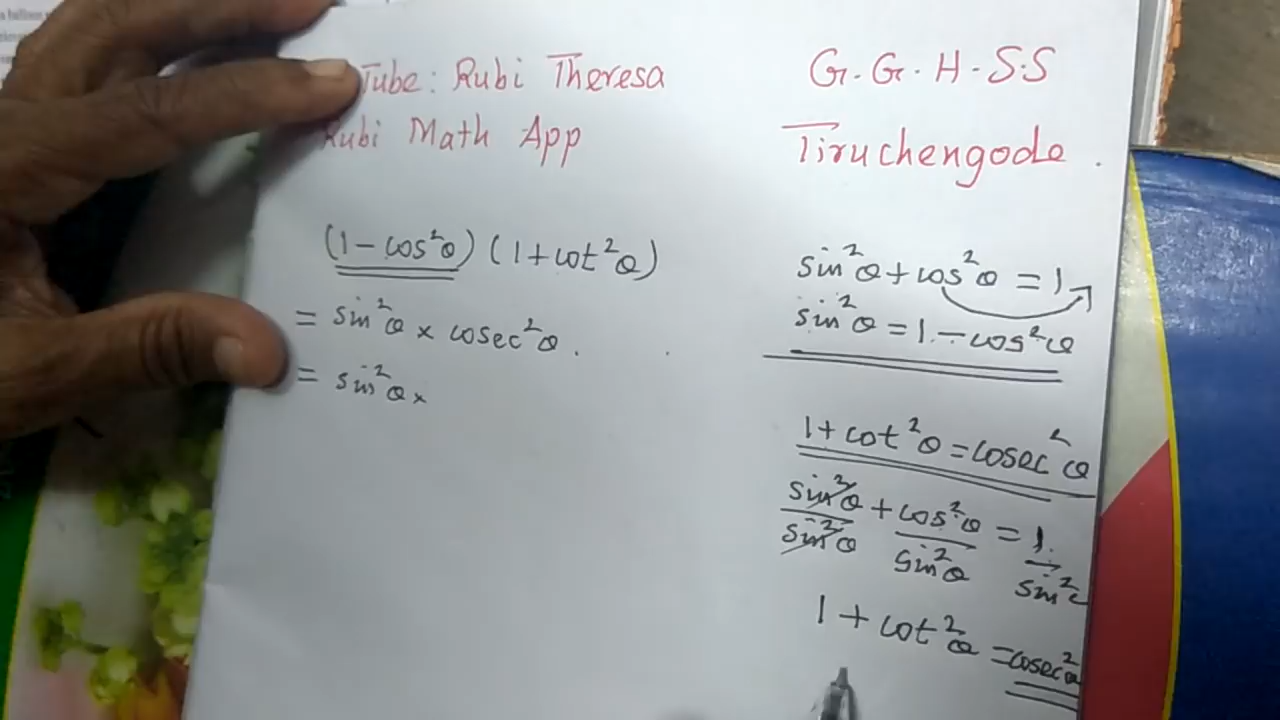 Tube: Rubi Theresa
Rubi Math App
G.G.H.S.S
Tiruchengode.
(1-cos²θ)(1+cot²θ)
= sin²θ × cosec²θ.
= sin²θ ×
sin²θ+cos²θ = 1
sin²θ = 1-cos²θ
1+cot²θ = cosec²θ
sin²θ/sin²θ + cos²θ/sin²θ = 1/sin²θ
1 + cot²θ = cosec²θ